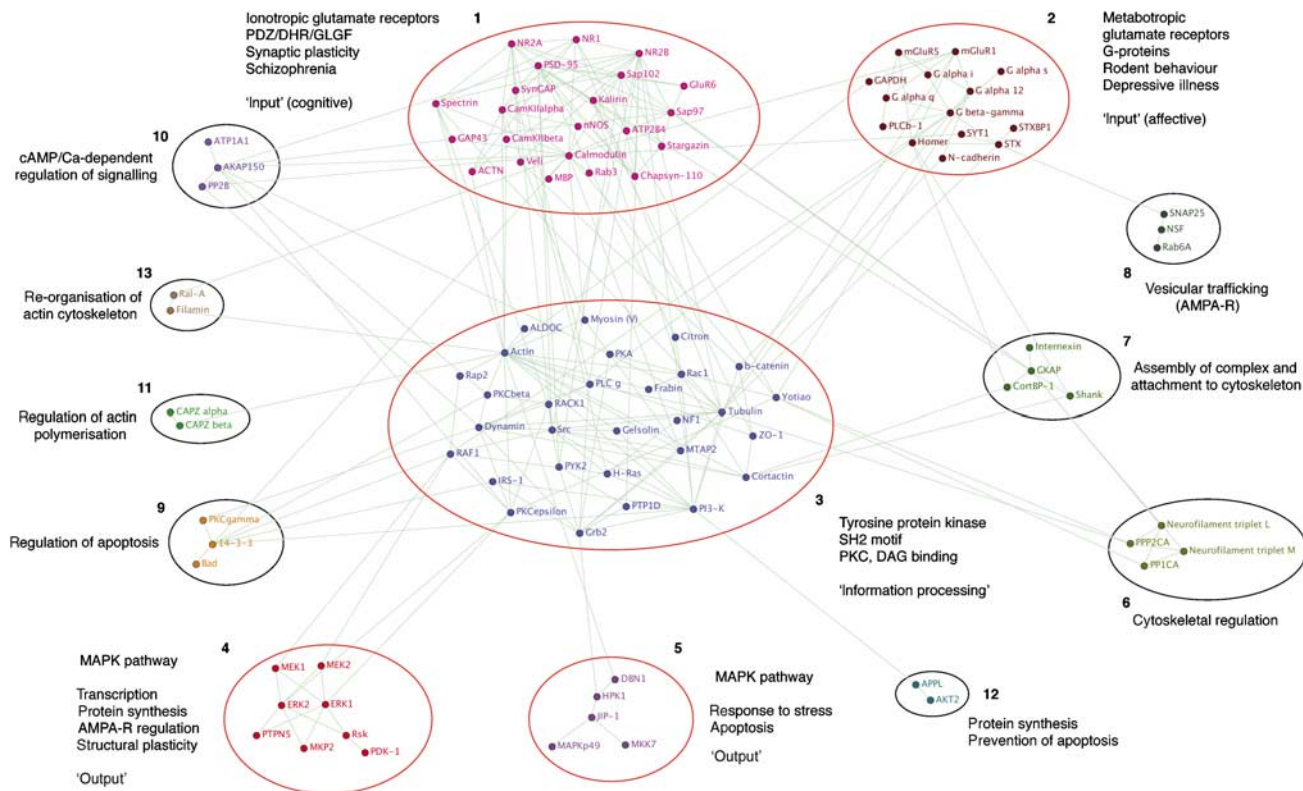 Ionotropic glutamate receptors
PDZ/DHR/GLGF
Synaptic plasticity
Schizophrenia
'Input' (cognitive)
1
NR2A
NR1
NR2B
PSD-95
Sap102
SynGAP
GluR6
Spectrin
CamKIIalpha
Kalirin
Sap97
nNOS
GAP43
CamKIIbeta
ATP2B4
Stargazin
Veli
Calmodulin
ACTN
MBP
Rab3
Chapsyn-110
2
Metabotropic
glutamate receptors
G-proteins
Rodent behaviour
Depressive illness
'Input' (affective)
mGluR5
mGluR1
GAPDH
G alpha i
G alpha s
G alpha q
G alpha 12
G beta-gamma
PLCb-1
SYT1
STXBP1
Homer
STX
N-cadherin
10
cAMP/Ca-dependent
regulation of signalling
ATP1A1
AKAP150
PP2B
SNAP25
NSF
Rab6A
8
Vesicular trafficking
(AMPA-R)
13
Re-organisation of
actin cytoskeleton
Ral-A
Filamin
ALDOC
Myosin (V)
Citron
Actin
PKA
b-catenin
Rap2
PLC g
Rac1
PKCbeta
Frabin
Yotiao
RACK1
Tubulin
Dynamin
Src
Gelsolin
NF1
ZO-1
RAF1
MTAP2
PYK2
H-Ras
Cortactin
IRS-1
PKCepsilon
PTP1D
PI3-K
Grb2
3
Tyrosine protein kinase
SH2 motif
PKC, DAG binding
'Information processing'
7
Assembly of complex and
attachment to cytoskeleton
Internexin
GKAP
CortBP-1
Shank
11
Regulation of actin
polymerisation
CAPZ alpha
CAPZ beta
9
Regulation of apoptosis
PKCgamma
14-3-3
Bad
Neurofilament triplet L
PPP2CA
Neurofilament triplet M
PP1CA
6
Cytoskeletal regulation
4
MAPK pathway
Transcription
Protein synthesis
AMPA-R regulation
Structural plasticity
'Output'
MEK1
MEK2
ERK2
ERK1
PTPN5
Rsk
MKP2
PDK-1
5
MAPK pathway
Response to stress
Apoptosis
'Output'
DBN1
HPK1
JIP-1
MAPKp49
MKK7
APPL
AKT2
12
Protein synthesis
Prevention of apoptosis